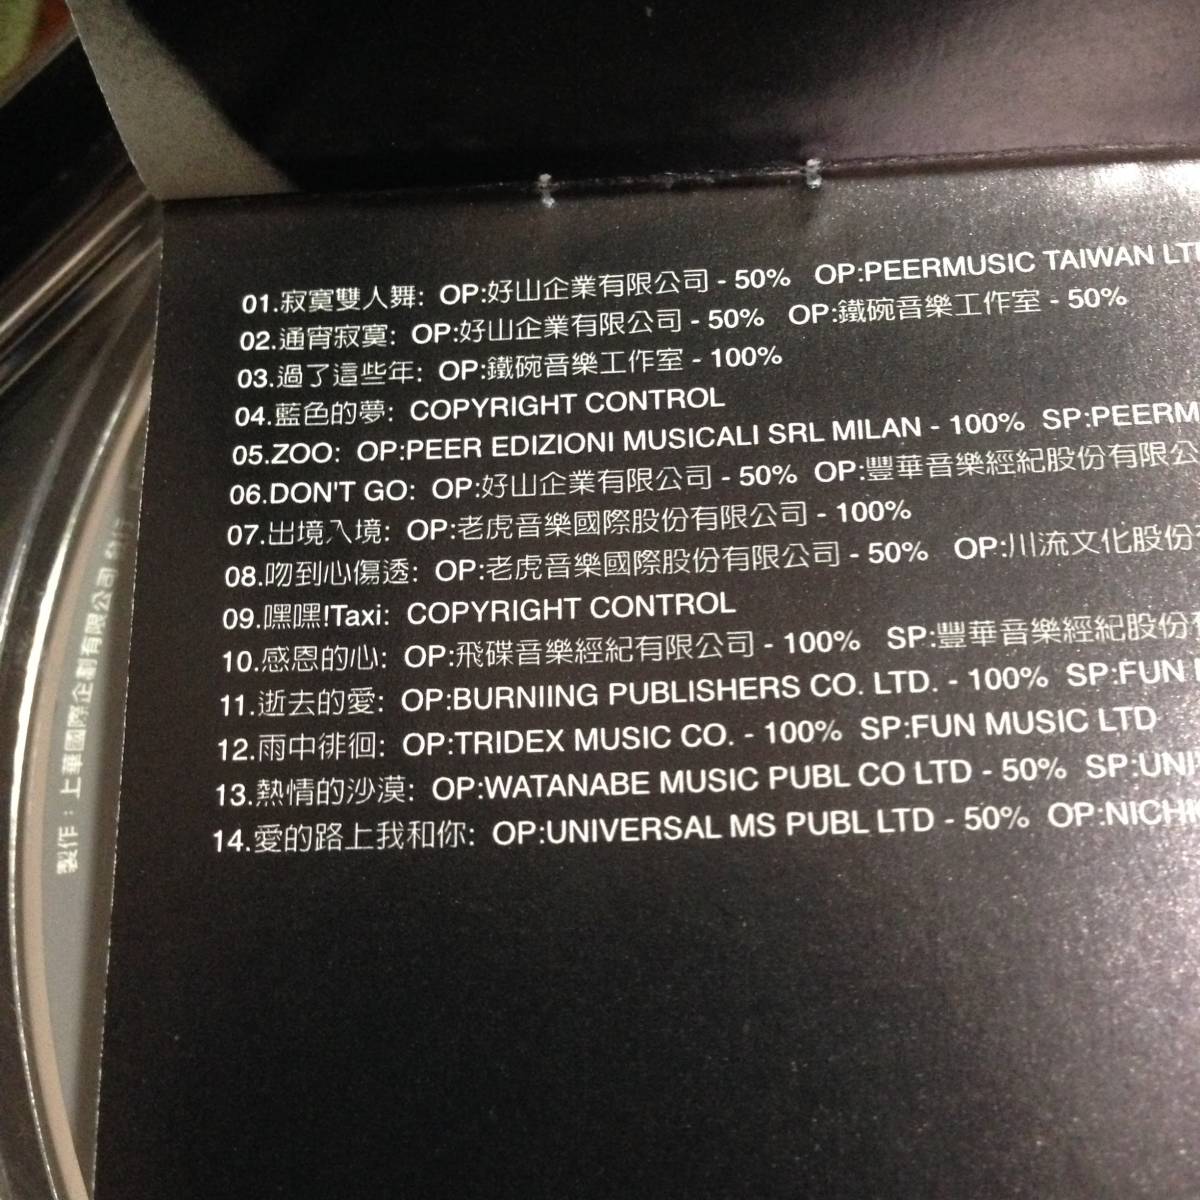 01.寂寞雙人舞: OP:好山企業有限公司 - 50% OP:PEERMUSIC TAIWAN
02.通宵寂寞: OP:好山企業有限公司 - 50% OP:鐵碗音樂工作室 - 50%
03.過了這些年: OP:鐵碗音樂工作室 - 100%
04.藍色的夢: COPYRIGHT CONTROL
05.ZOO: OP:PEER EDIZIONI MUSICALI SRL MILAN - 100%
06.DON'T GO: OP:好山企業有限公司 - 50% OP:豐華音樂經紀股份有限公
07.出境入境: OP:老虎音樂國際股份有限公司 - 100%
08.吻到心傷透: OP:老虎音樂國際股份有限公司 - 50% OP:川流文化股份
09.嘿嘿!Taxi: COPYRIGHT CONTROL
10.感恩的心: OP:飛碟音樂經紀有限公司 - 100% SP:豐華音樂經紀股份
11.逝去的愛: OP:BURNIING PUBLISHERS CO. LTD. - 100% SP:FUN
12.雨中徘徊: OP:TRIDEX MUSIC CO. - 100% SP:FUN MUSIC LTD
13.熱情的沙漠: OP:WATANABE MUSIC PUBL CO LTD - 50%
14.愛的路上我和你: OP:UNIVERSAL MS PUBL LTD - 50%
製作：上華國際企劃有限公司